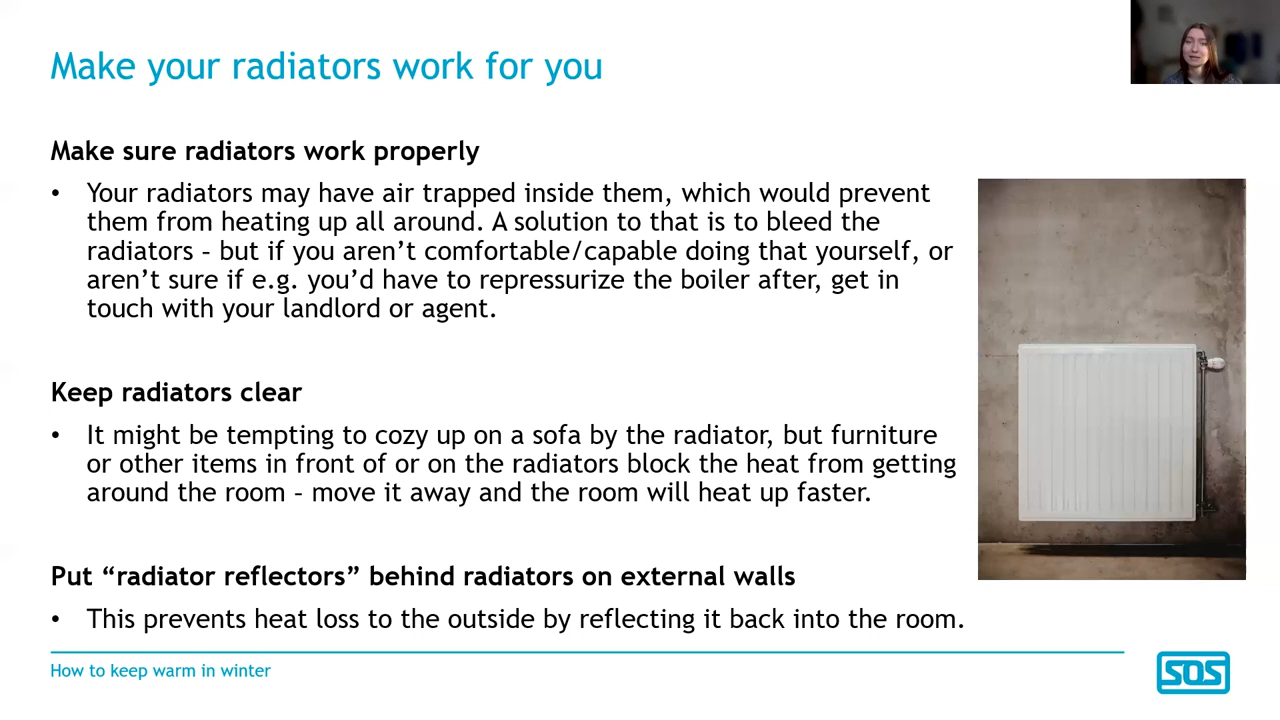 Make your radiators work for you
Make sure radiators work properly
• Your radiators may have air trapped inside them, which would prevent
them from heating up all around. A solution to that is to bleed the
radiators – but if you aren’t comfortable/capable doing that yourself, or
aren’t sure if e.g. you’d have to repressurize the boiler after, get in
touch with your landlord or agent.
Keep radiators clear
• It might be tempting to cozy up on a sofa by the radiator, but furniture
or other items in front of or on the radiators block the heat from getting
around the room – move it away and the room will heat up faster.
Put “radiator reflectors” behind radiators on external walls
• This prevents heat loss to the outside by reflecting it back into the room.
How to keep warm in winter
SOS